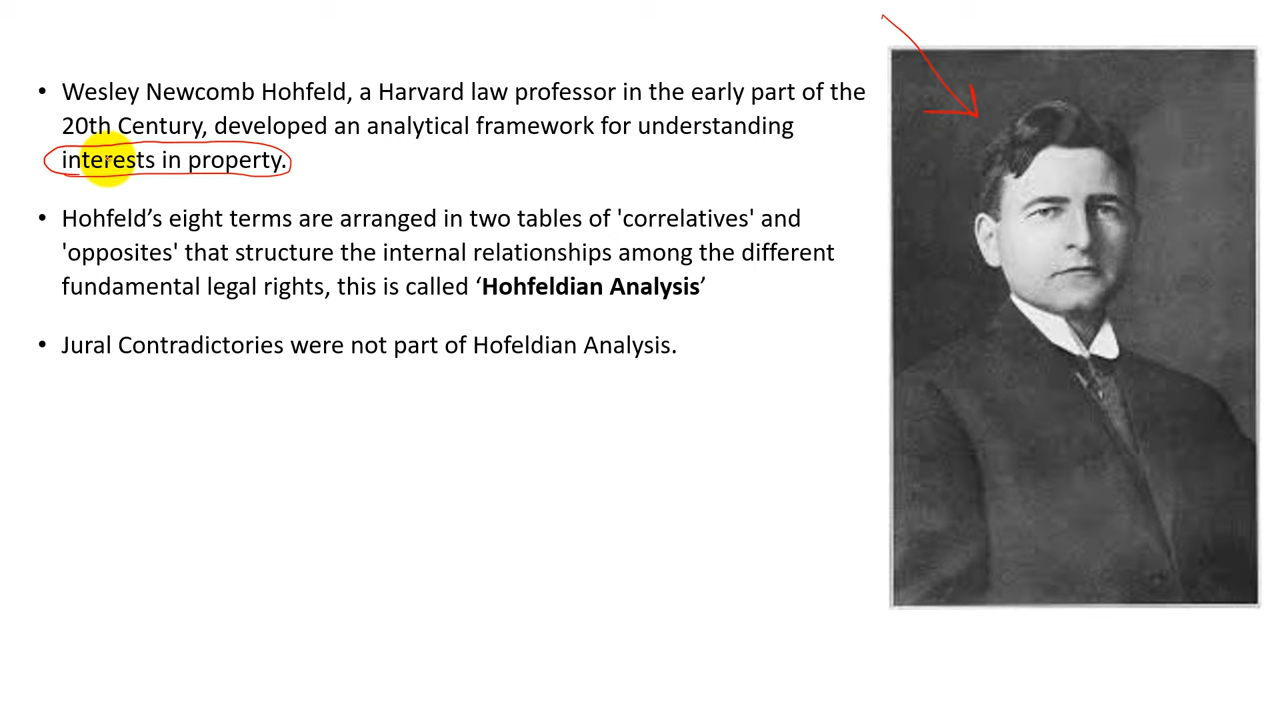 • Wesley Newcomb Hohfeld, a Harvard law professor in the early part of the
20th Century, developed an analytical framework for understanding
interests in property.
• Hohfeld’s eight terms are arranged in two tables of 'correlatives' and
'opposites' that structure the internal relationships among the different
fundamental legal rights, this is called ‘Hohfeldian Analysis’
• Jural Contradictories were not part of Hofeldian Analysis.